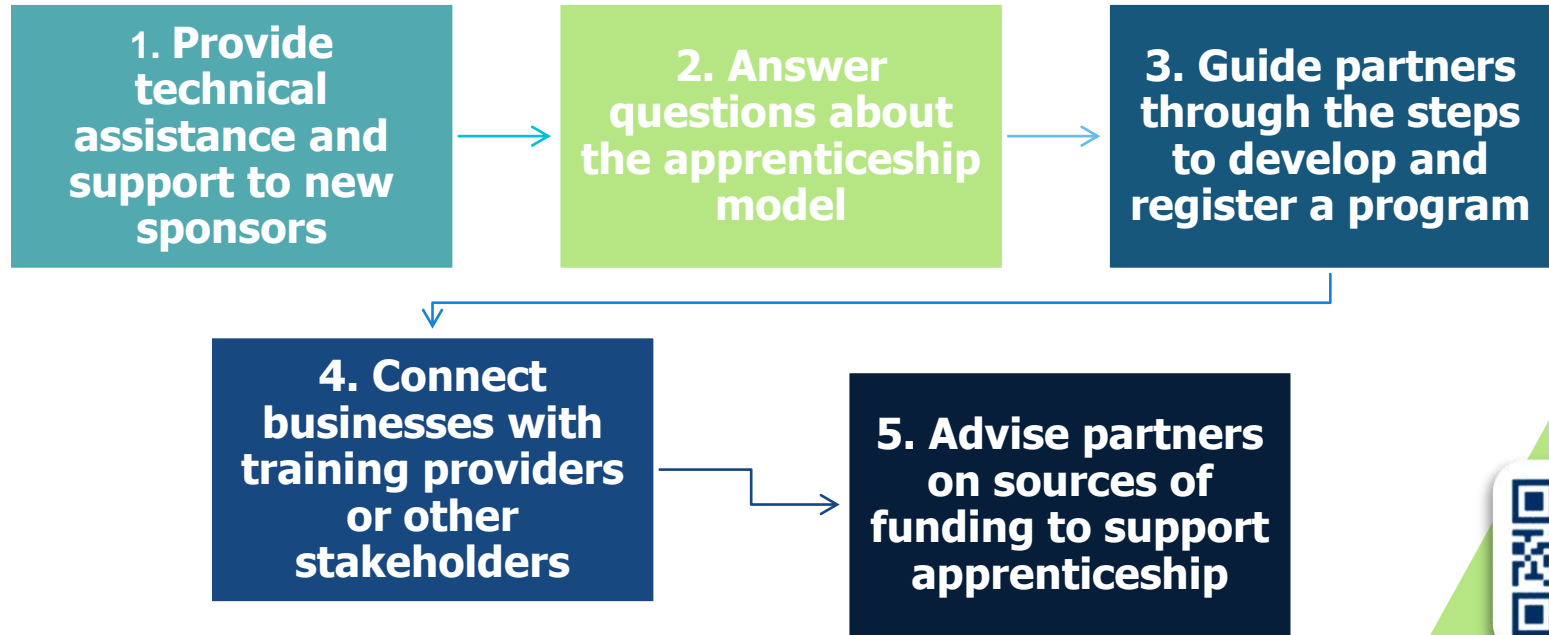 1. Provide
technical
assistance and
support to new
sponsors
2. Answer
questions about
the apprenticeship
model
3. Guide partners
through the steps
to develop and
register a program
4. Connect
businesses with
training providers
or other
stakeholders
5. Advise partners
on sources of
funding to support
apprenticeship